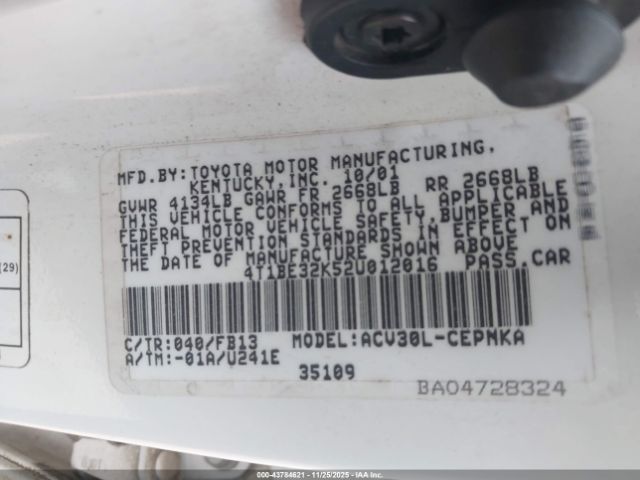 MFD.BY:TOYOTA MOTOR MANUFACTURING,
KENTUCKY,INC. 10/01
GVWR 4134LB GAWR FR 2668LB RR 2668LB
THIS VEHICLE CONFORMS TO ALL APPLICABLE
FEDERAL MOTOR VEHICLE SAFETY,BUMPER AND
THEFT PREVENTION STANDARDS IN EFFECT ON
THE DATE OF MANUFACTURE SHOWN ABOVE
4T1BE32K52U012016 PASS.CAR
C/TR:040/FB13 MODEL:ACV30L-CEPNKA
A/TM:-01A/U241E
35109
BA04728324
(29)
000-43784621 - 11/25/2025 - IAAI.COM